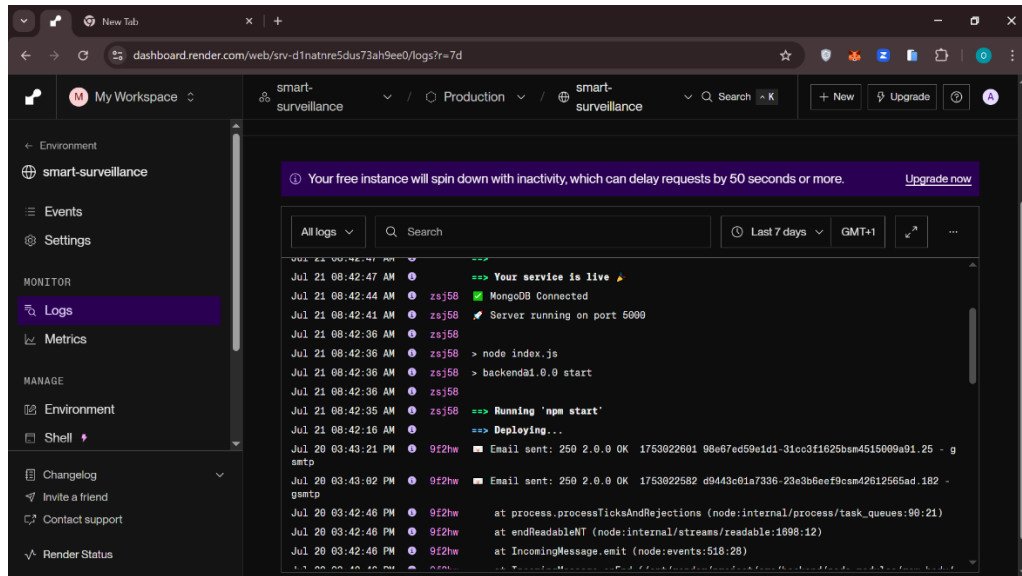 New Tab
dashboard.render.com/web/srv-d1natnre5dus73ah9ee0/logs?r=7d
M My Workspace
smart-surveillance / Production / smart-surveillance
Search ^ K
+ New
Upgrade
A
← Environment
smart-surveillance
Events
Settings
MONITOR
Logs
Metrics
MANAGE
Environment
Shell
Changelog
Invite a friend
Contact support
Render Status
Your free instance will spin down with inactivity, which can delay requests by 50 seconds or more. Upgrade now
All logs
Search
Last 7 days
GMT+1
Jul 21 08:42:47 AM ==>
Jul 21 08:42:47 AM ==> Your service is live 🎉
Jul 21 08:42:44 AM zsj58 ✅ MongoDB Connected
Jul 21 08:42:41 AM zsj58 🚀 Server running on port 5000
Jul 21 08:42:36 AM zsj58
Jul 21 08:42:36 AM zsj58 > node index.js
Jul 21 08:42:36 AM zsj58 > backend@1.0.0 start
Jul 21 08:42:36 AM zsj58
Jul 21 08:42:35 AM zsj58 ==> Running 'npm start'
Jul 21 08:42:16 AM ==> Deploying...
Jul 20 03:43:21 PM 9f2hw 📧 Email sent: 250 2.0.0 OK 1753022601 98e67ed59e1d1-31cc3f1625bsm4515009a91.25 - g
smtp
Jul 20 03:43:02 PM 9f2hw 📧 Email sent: 250 2.0.0 OK 1753022582 d9443c01a7336-23e3b6eef9csm42612565ad.182 -
gsmtp
Jul 20 03:42:46 PM 9f2hw at process.processTicksAndRejections (node:internal/process/task_queues:90:21)
Jul 20 03:42:46 PM 9f2hw at endReadableNT (node:internal/streams/readable:1698:12)
Jul 20 03:42:46 PM 9f2hw at IncomingMessage.emit (node:events:518:28)